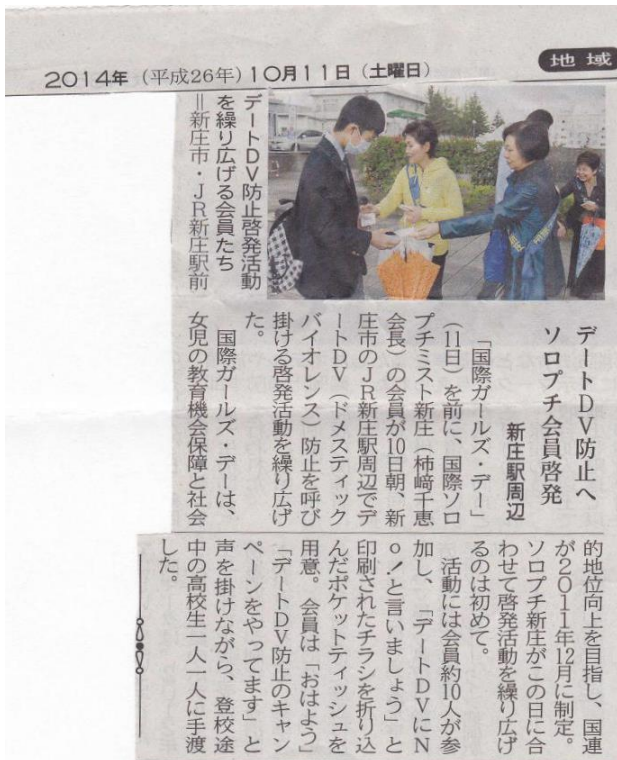 地域
2014年（平成26年）10月11日（土曜日）
デートDV防止へ
ソロプチ会員啓発
新庄駅周辺
デートDV防止啓発活動
を繰り広げる会員たち
＝新庄市・JR新庄駅前
「国際ガールズ・デー」
（11日）を前に、国際ソロ
プチミスト新庄（柿﨑千恵
会長）の会員が10日朝、新
庄市のJR新庄駅周辺でデ
ートDV（ドメスティック
バイオレンス）防止を呼び
掛ける啓発活動を繰り広げ
た。
国際ガールズ・デーは、
女児の教育機会保障と社会
的地位向上を目指し、国連
が2011年12月に制定。
ソロプチ新庄がこの日に合
わせて啓発活動を繰り広げ
るのは初めて。
活動には会員約10人が参
加し、「デートDVにN
o！と言いましょう」と
印刷されたチラシを折り込
んだポケットティッシュを
用意。会員は「おはよう」
「デートDV防止のキャン
ペーンをやってます」と
声を掛けながら、登校途
中の高校生一人一人に手渡
した。